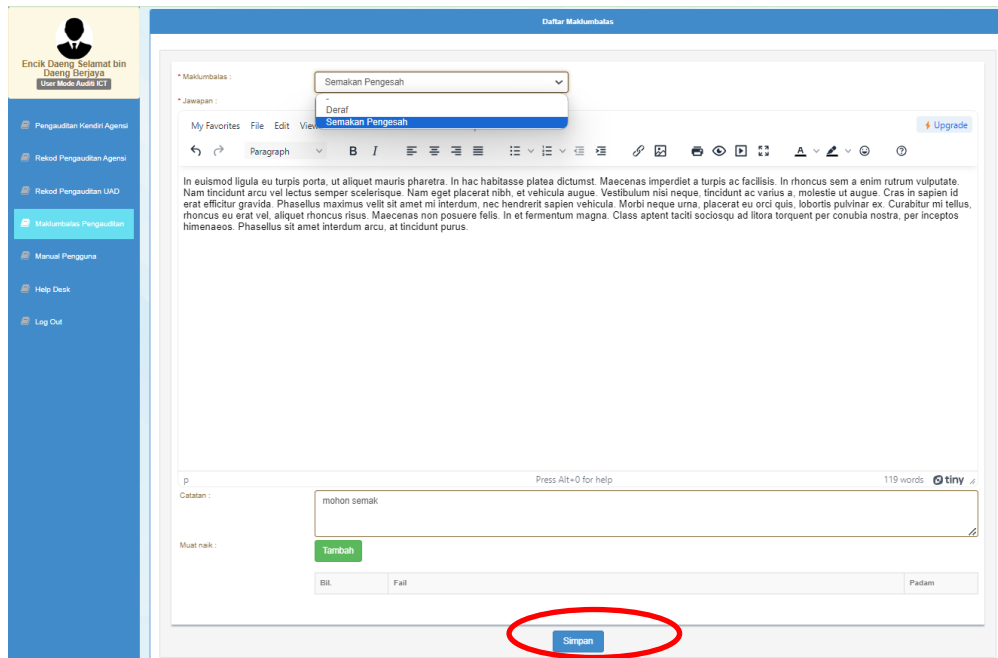 Daftar Maklumbalas
Encik Daeng Selamat bin
Daeng Berjaya
User Mode Auditi ICT
Pengauditan Kendiri Agensi
Rekod Pengauditan Agensi
Rekod Pengauditan UAD
Maklumbalas Pengauditan
Manual Pengguna
Help Desk
Log Out
* Maklumbalas :
Semakan Pengesah
-
Deraf
Semakan Pengesah
* Jawapan :
My Favorites File Edit
Upgrade
Paragraph B I A
In euismod ligula eu turpis porta, ut aliquet mauris pharetra. In hac habitasse platea dictumst. Maecenas imperdiet a turpis ac facilisis. In rhoncus sem a enim rutrum vulputate.
Nam tincidunt arcu vel lectus semper scelerisque. Nam eget placerat nibh, et vehicula augue. Vestibulum nisi neque, tincidunt ac varius a, molestie ut augue. Cras in sapien id
erat efficitur gravida. Phasellus maximus velit sit amet mi interdum, nec hendrerit sapien vehicula. Morbi neque urna, placerat eu orci quis, lobortis pulvinar ex. Curabitur mi tellus,
rhoncus eu erat vel, aliquet rhoncus risus. Maecenas non posuere felis. In et fermentum magna. Class aptent taciti sociosqu ad litora torquent per conubia nostra, per inceptos
himenaeos. Phasellus sit amet interdum arcu, at tincidunt purus.
p
Press Alt+0 for help
119 words tiny
Catatan :
mohon semak
Muat naik :
Tambah
Bil. Fail Padam
Simpan